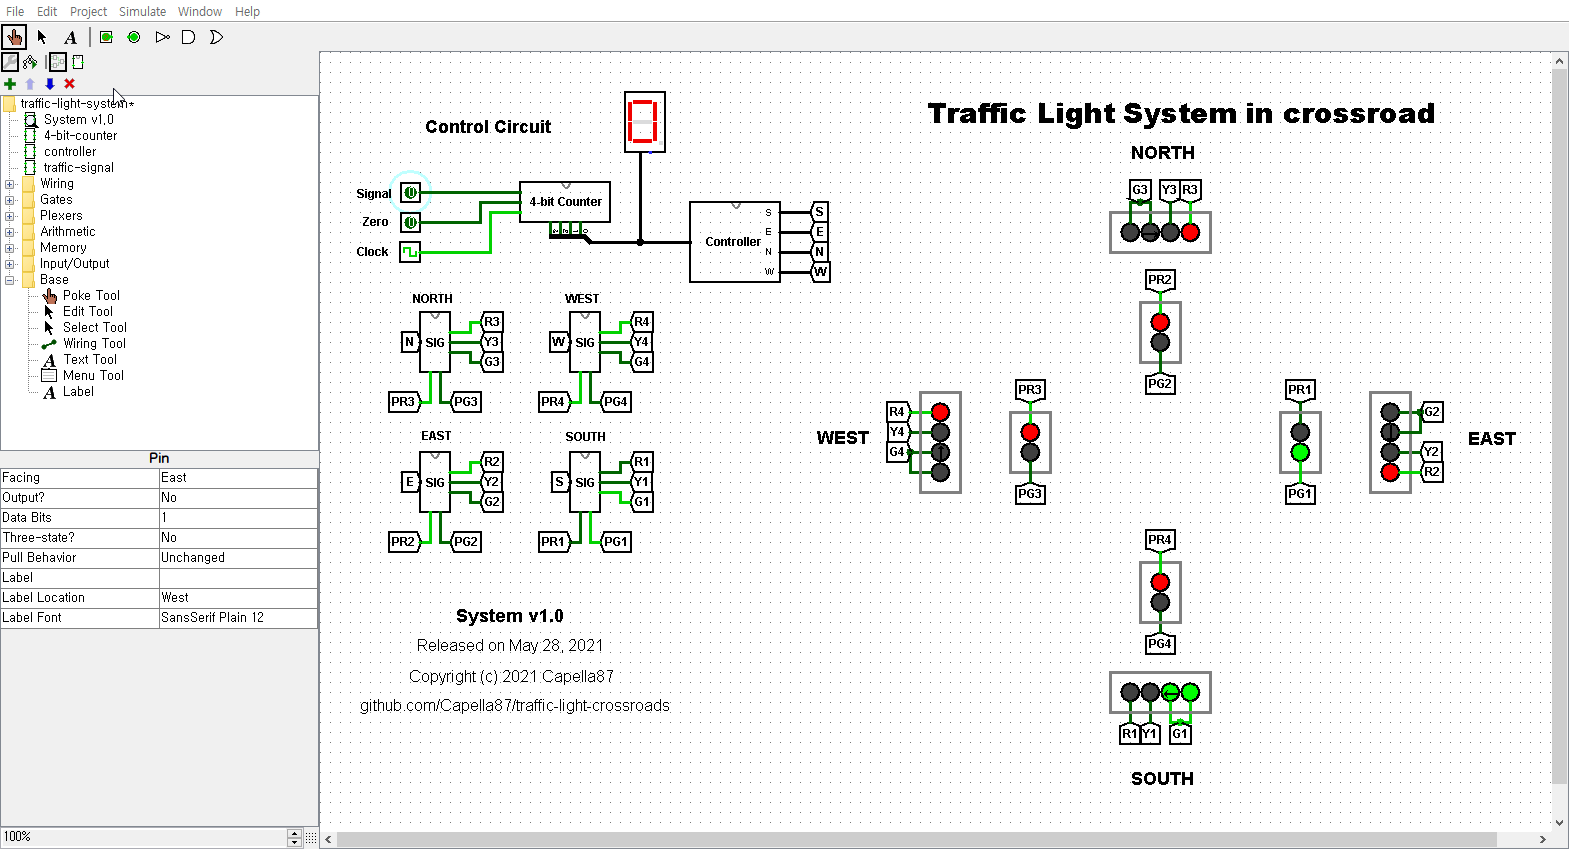 File Edit Project Simulate Window Help
traffic-light-system*
System v1,0
4-bit-counter
controller
traffic-signal
Wiring
Gates
Plexers
Arithmetic
Memory
Input/Output
Base
Poke Tool
Edit Tool
Select Tool
Wiring Tool
Text Tool
Menu Tool
Label
Pin
Facing East
Output? No
Data Bits 1
Three-state? No
Pull Behavior Unchanged
Label
Label Location West
Label Font SansSerif Plain 12
100%
Control Circuit
Signal
Zero
Clock
4-bit Counter
Controller
S S
E E
N N
W W
NORTH
N SIG R3
Y3
G3
PR3 PG3
WEST
W SIG R4
Y4
G4
PR4 PG4
EAST
E SIG R2
Y2
G2
PR2 PG2
SOUTH
S SIG R1
Y1
G1
PR1 PG1
System v1.0
Released on May 28, 2021
Copyright (c) 2021 Capella87
github.com/Capella87/traffic-light-crossroads
Traffic Light System in crossroad
NORTH
G3 Y3 R3
PR2
PG2
WEST
R4
Y4
G4
PR3
PG3
PR1
PG1
G2
Y2
R2
EAST
PR4
PG4
R1 Y1 G1
SOUTH